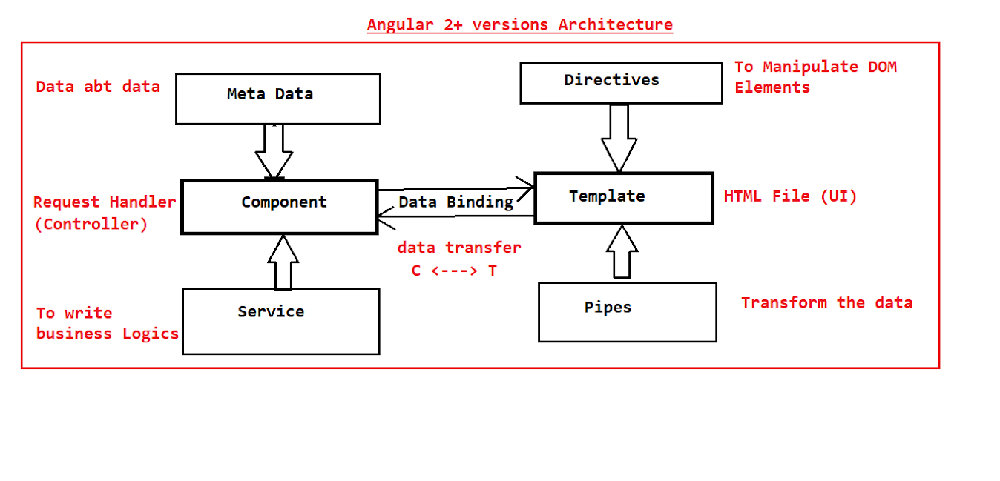 Angular 2+ versions Architecture
Data abt data
Meta Data
Directives
To Manipulate DOM
Elements
Request Handler
(Controller)
Component
Data Binding
Template
HTML File (UI)
data transfer
C <---> T
To write
business Logics
Service
Pipes
Transform the data